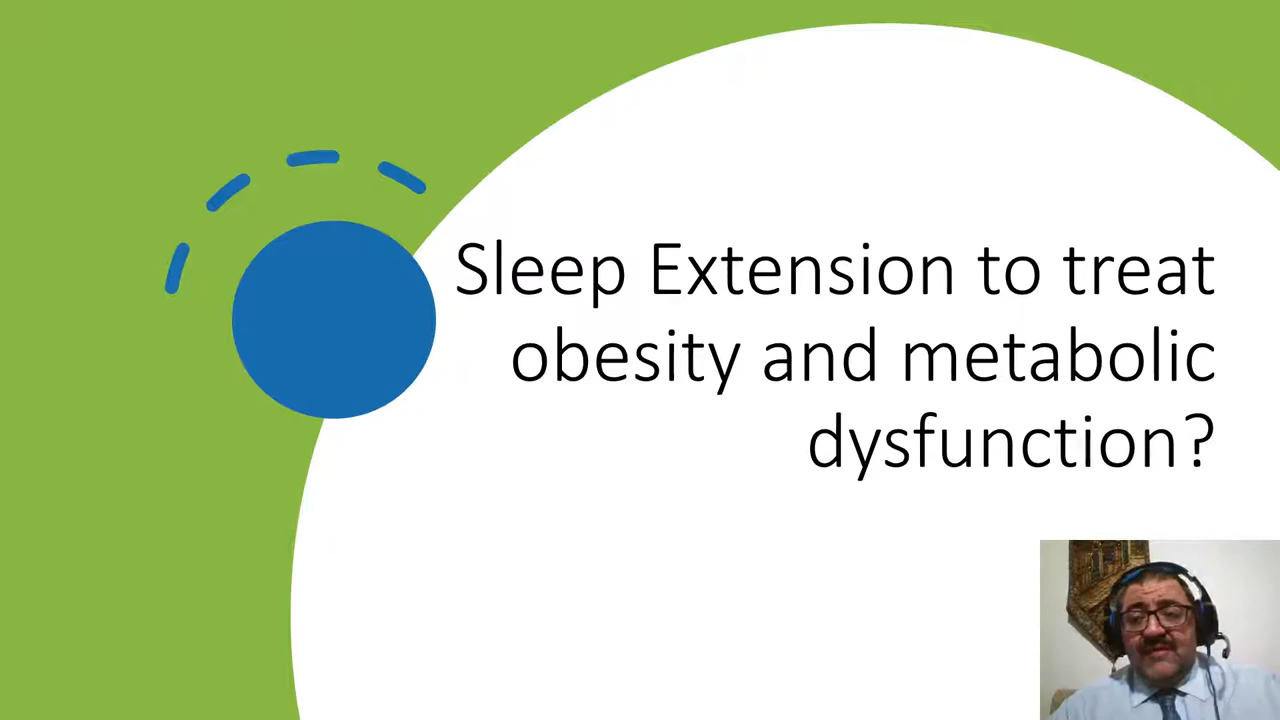 Sleep Extension to treat
obesity and metabolic
dysfunction?